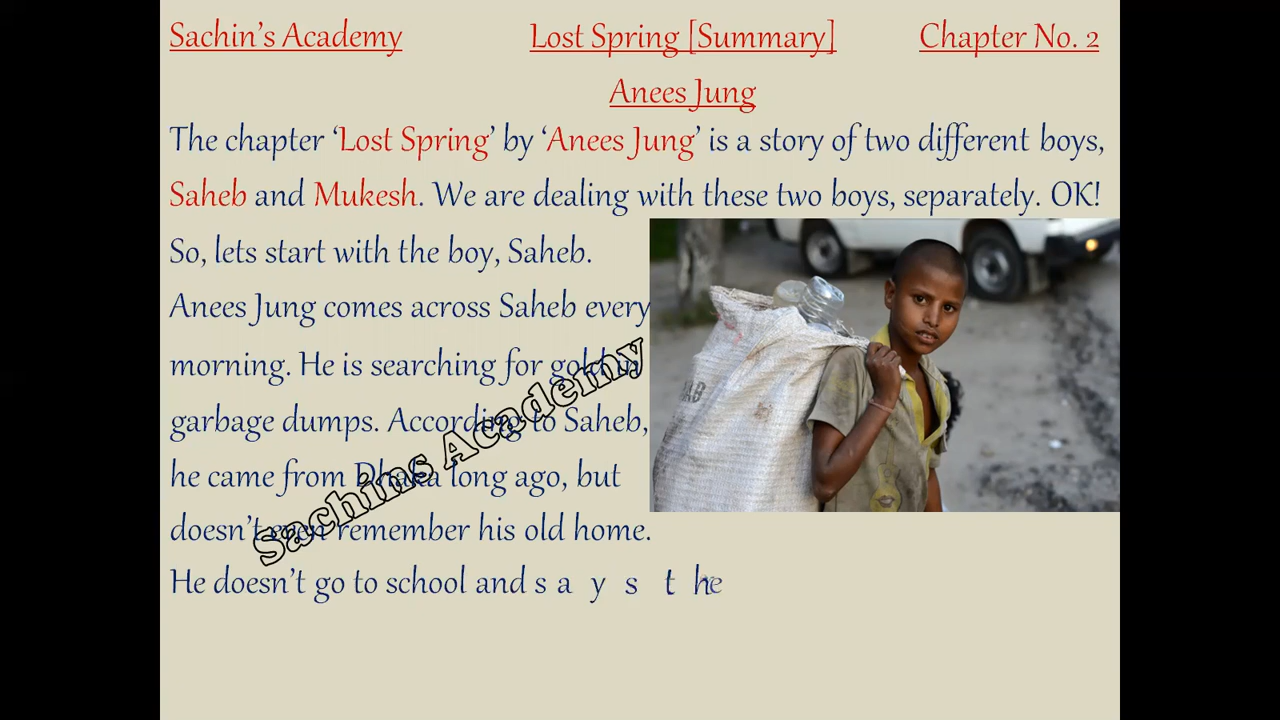 Sachin's Academy Lost Spring [Summary] Chapter No. 2
Anees Jung
The chapter ‘Lost Spring’ by ‘Anees Jung’ is a story of two different boys,
Saheb and Mukesh. We are dealing with these two boys, separately. OK!
So, lets start with the boy, Saheb.
Anees Jung comes across Saheb every
morning. He is searching for gold in
garbage dumps. According to Saheb,
he came from Dhaka long ago, but
doesn’t even remember his old home.
He doesn’t go to school and s a y s t he
Sachins Academy